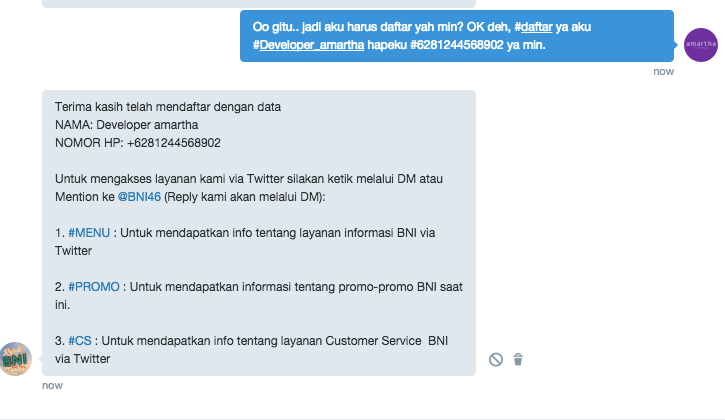 Oo gitu.. jadi aku harus daftar yah min? OK deh, #daftar ya aku
#Developer_amartha hapeku #6281244568902 ya min.
amartha
now
Terima kasih telah mendaftar dengan data
NAMA: Developer amartha
NOMOR HP: +6281244568902
Untuk mengakses layanan kami via Twitter silakan ketik melalui DM atau
Mention ke @BNI46 (Reply kami akan melalui DM):
1. #MENU : Untuk mendapatkan info tentang layanan informasi BNI via
Twitter
2. #PROMO : Untuk mendapatkan informasi tentang promo-promo BNI saat
ini.
3. #CS : Untuk mendapatkan info tentang layanan Customer Service  BNI
via Twitter
BNI
now